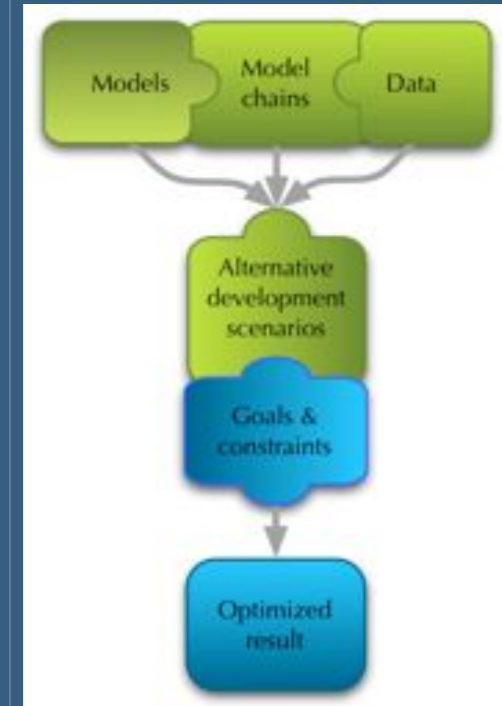 Models
Model
chains
Data
Alternative
development
scenarios
Goals &
constraints
Optimized
result